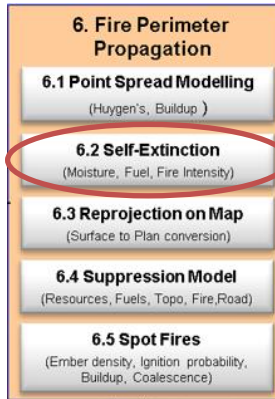 6. Fire Perimeter
Propagation
6.1 Point Spread Modelling
(Huygen's, Buildup )
6.2 Self-Extinction
(Moisture, Fuel, Fire Intensity)
6.3 Reprojection on Map
(Surface to Plan conversion)
6.4 Suppression Model
(Resources, Fuels, Topo, Fire,Road)
6.5 Spot Fires
(Ember density, Ignition probability,
Buildup, Coalescence)